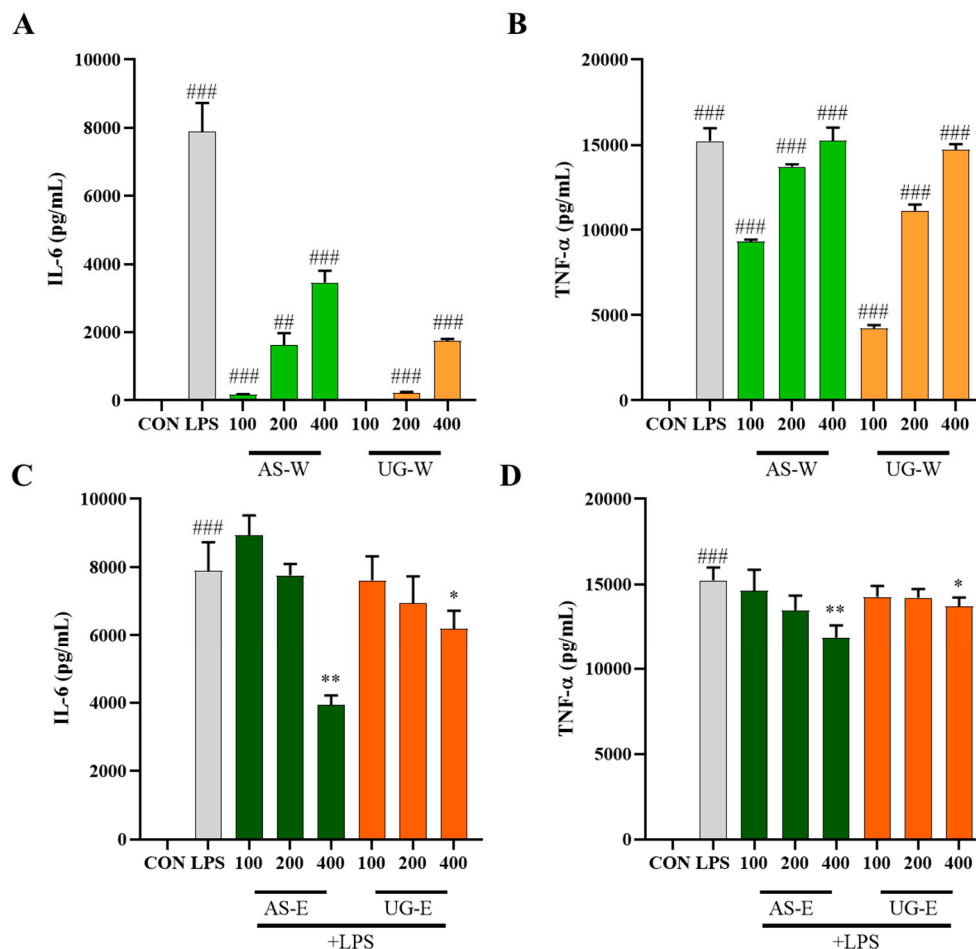 A
IL-6 (pg/mL)
10000
8000
6000
4000
2000
0
###
###
##
###
###
###
CON LPS 100 200 400 100 200 400
AS-W UG-W
B
TNF-α (pg/mL)
20000
15000
10000
5000
0
###
###
###
###
###
###
###
CON LPS 100 200 400 100 200 400
AS-W UG-W
C
IL-6 (pg/mL)
10000
8000
6000
4000
2000
0
###
**
*
CON LPS 100 200 400 100 200 400
AS-E UG-E
+LPS
D
TNF-α (pg/mL)
20000
15000
10000
5000
0
###
**
*
CON LPS 100 200 400 100 200 400
AS-E UG-E
+LPS